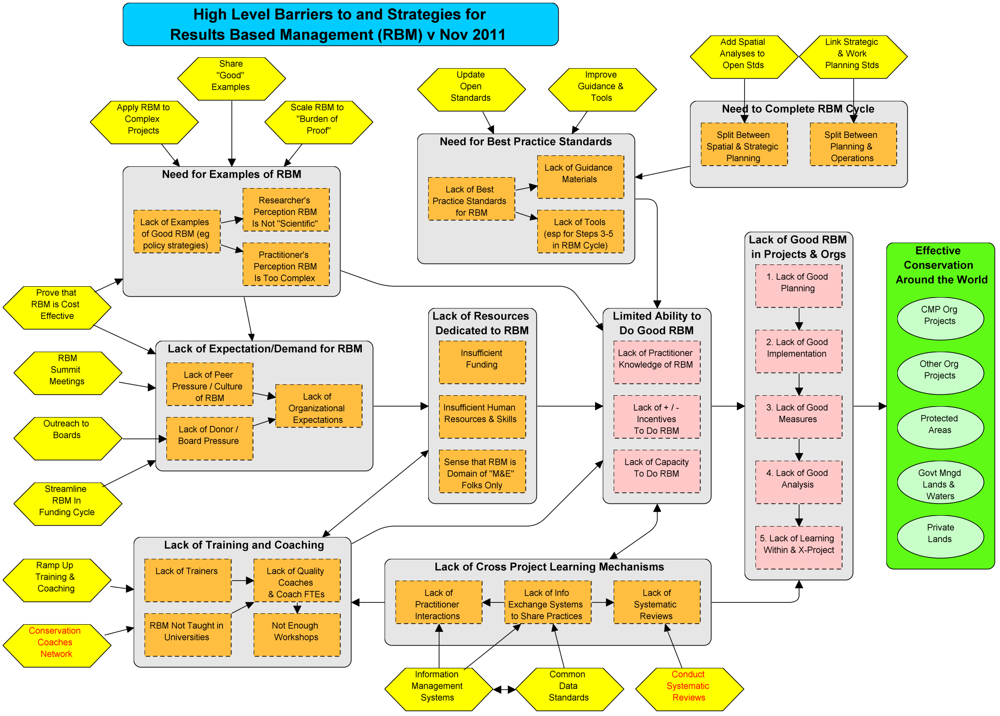 High Level Barriers to and Strategies for
Results Based Management (RBM) v Nov 2011
Add Spatial
Analyses to
Open Stds
Link Strategic
& Work
Planning Stds
Share
"Good"
Examples
Update
Open
Standards
Improve
Guidance &
Tools
Apply RBM to
Complex
Projects
Scale RBM to
"Burden of
Proof"
Need to Complete RBM Cycle
Split Between
Spatial & Strategic
Planning
Split Between
Planning &
Operations
Need for Best Practice Standards
Lack of Best
Practice Standards
for RBM
Lack of Guidance
Materials
Lack of Tools
(esp for Steps 3-5
in RBM Cycle)
Need for Examples of RBM
Lack of Examples
of Good RBM (eg
policy strategies)
Researcher's
Perception RBM
Is Not "Scientific"
Practitioner's
Perception RBM
Is Too Complex
Prove that
RBM is Cost
Effective
RBM
Summit
Meetings
Outreach to
Boards
Streamline
RBM In
Funding Cycle
Lack of Expectation/Demand for RBM
Lack of Peer
Pressure / Culture
of RBM
Lack of Donor /
Board Pressure
Lack of
Organizational
Expectations
Lack of Resources
Dedicated to RBM
Insufficient
Funding
Insufficient Human
Resources & Skills
Sense that RBM is
Domain of "M&E"
Folks Only
Limited Ability to
Do Good RBM
Lack of Practitioner
Knowledge of RBM
Lack of + / -
Incentives
To Do RBM
Lack of Capacity
To Do RBM
Lack of Good RBM
in Projects & Orgs
1. Lack of Good
Planning
2. Lack of Good
Implementation
3. Lack of Good
Measures
4. Lack of Good
Analysis
5. Lack of Learning
Within & X-Project
Effective
Conservation
Around the World
CMP Org
Projects
Other Org
Projects
Protected
Areas
Govt Mngd
Lands &
Waters
Private
Lands
Ramp Up
Training &
Coaching
Conservation
Coaches
Network
Lack of Training and Coaching
Lack of Trainers
Lack of Quality
Coaches
& Coach FTEs
RBM Not Taught in
Universities
Not Enough
Workshops
Lack of Cross Project Learning Mechanisms
Lack of
Practitioner
Interactions
Lack of Info
Exchange Systems
to Share Practices
Lack of
Systematic
Reviews
Information
Management
Systems
Common
Data
Standards
Conduct
Systematic
Reviews